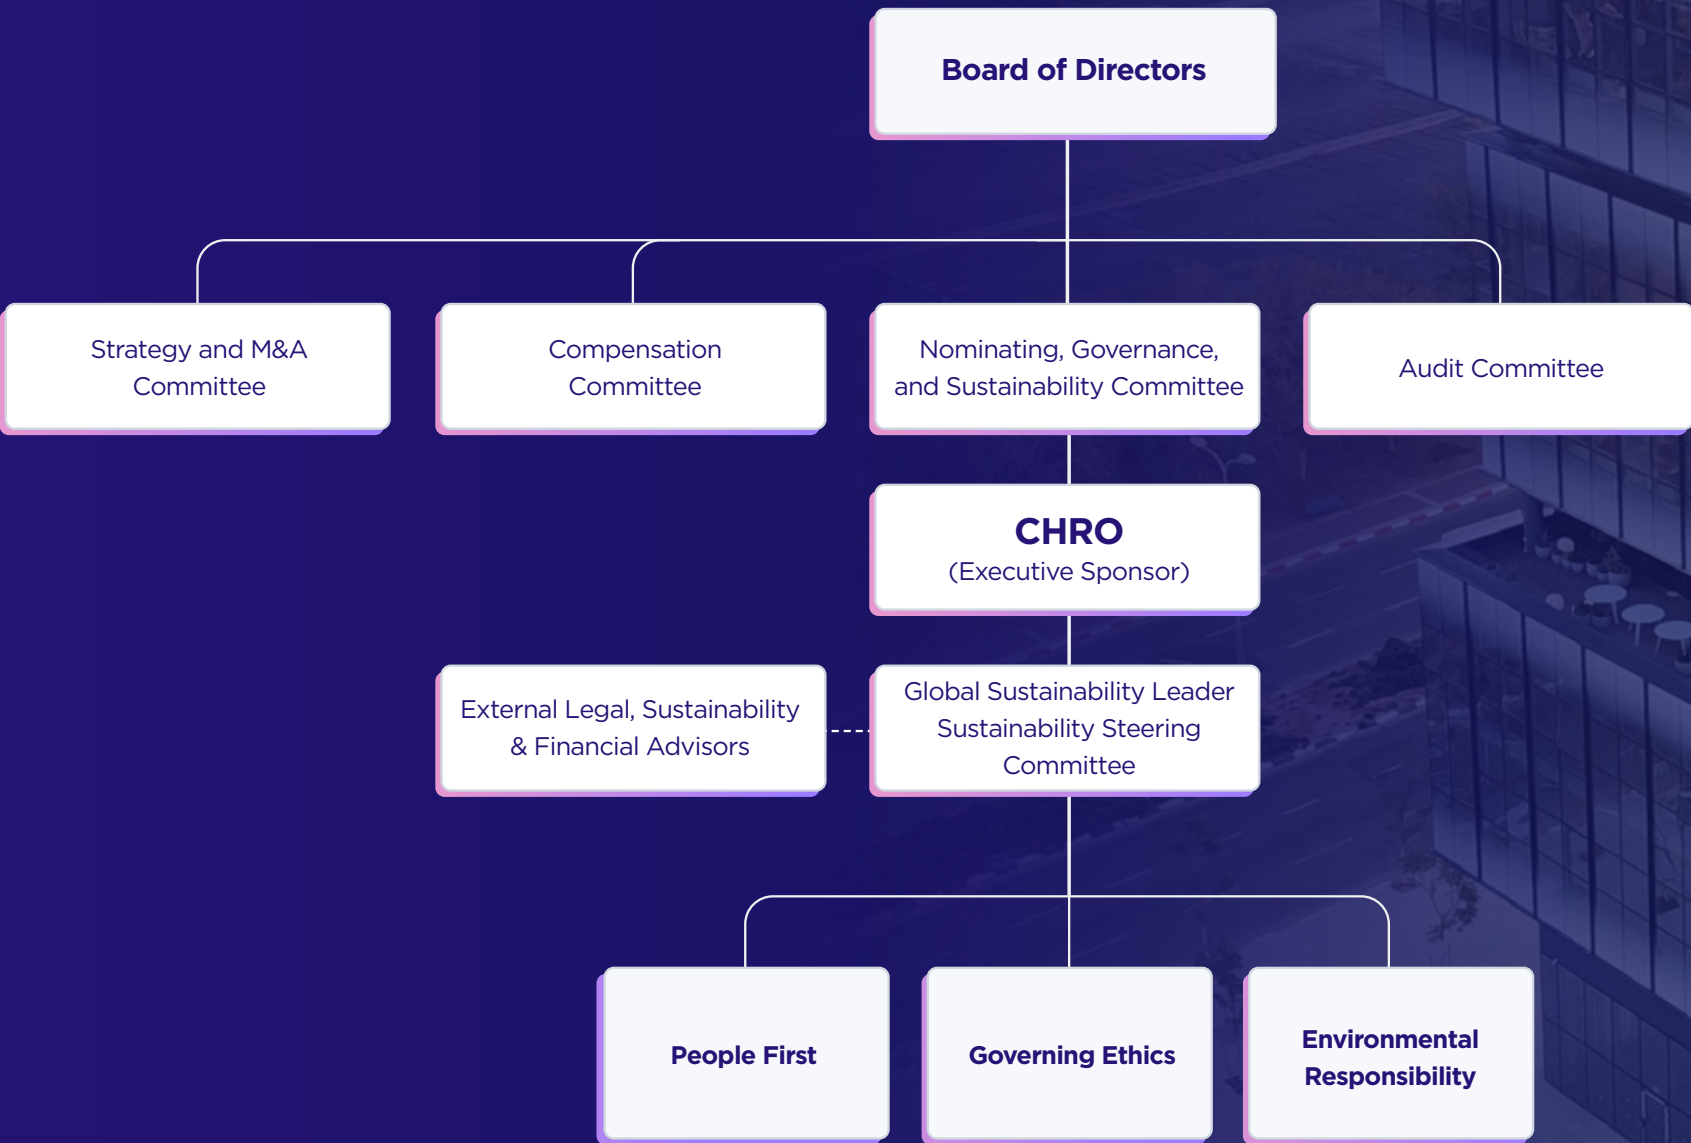 Board of Directors
Strategy and M&A
Committee
Compensation
Committee
Nominating, Governance,
and Sustainability Committee
Audit Committee
CHRO
(Executive Sponsor)
External Legal, Sustainability
& Financial Advisors
Global Sustainability Leader
Sustainability Steering
Committee
People First
Governing Ethics
Environmental
Responsibility